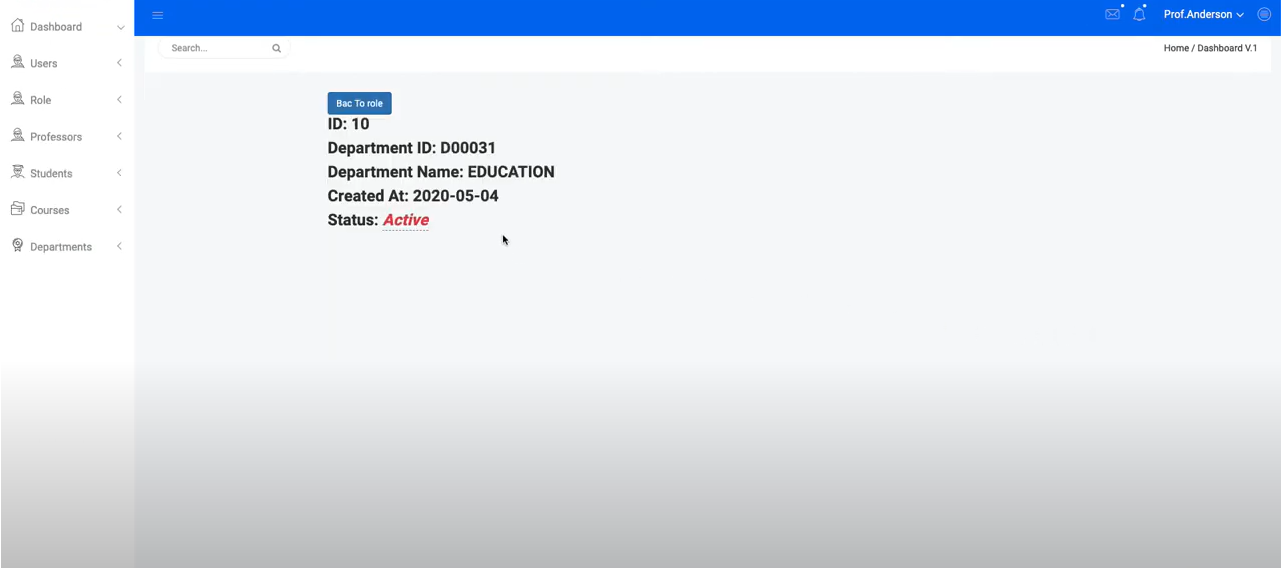 Dashboard
Users
Role
Professors
Students
Courses
Departments
Prof.Anderson
Search...
Home / Dashboard V.1
Bac To role
ID: 10
Department ID: D00031
Department Name: EDUCATION
Created At: 2020-05-04
Status: Active